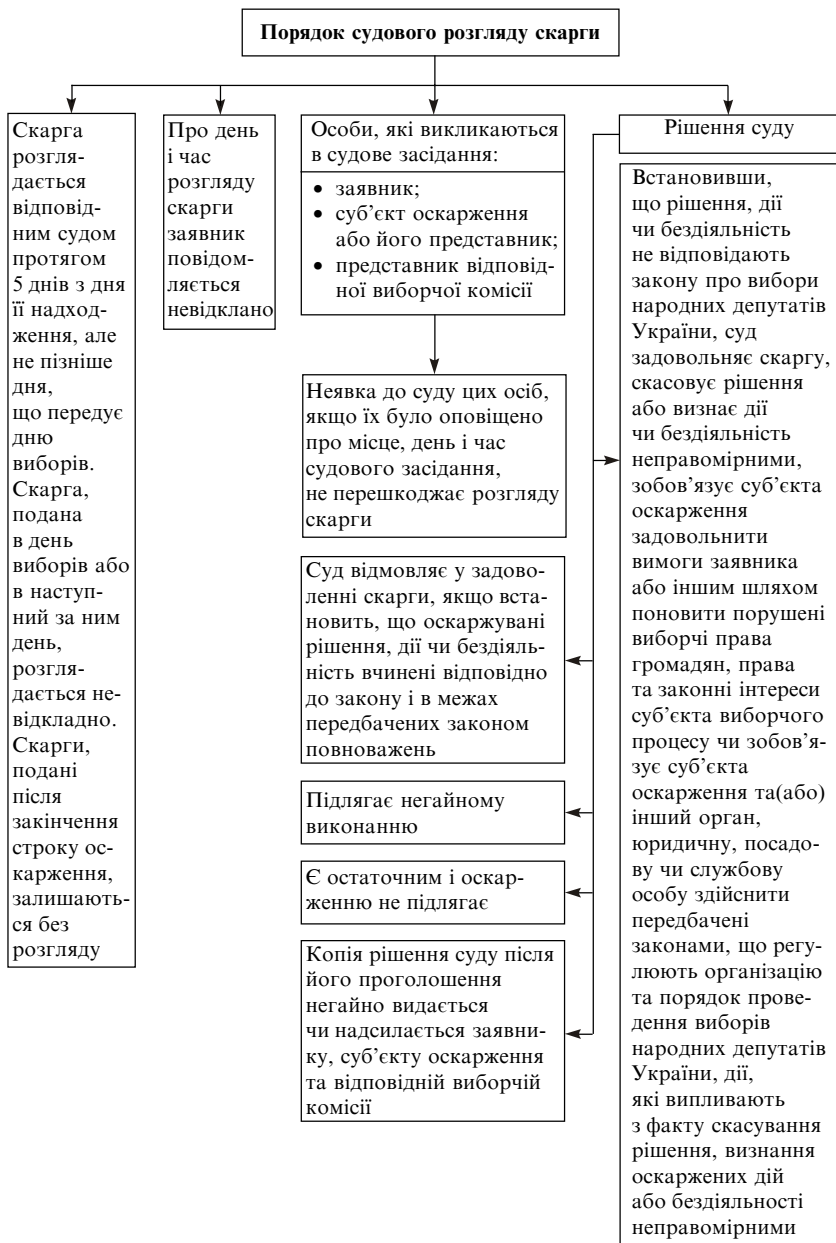 Порядок судового розгляду скарги
Скарга
розгля-
дається
відповід-
ним судом
протягом
5 днів з дня
її надход-
ження, але
не пізніше
дня,
що передує
дню
виборів.
Скарга,
подана
в день
виборів або
в наступ-
ний за ним
день,
розгля-
дається не-
відкладно.
Скарги,
подані
після
закінчення
строку ос-
карження,
залишають-
ся без
розгляду
Про день
і час
розгляду
скарги
заявник
повідом-
ляється
невідклано
Особи, які викликаються
в судове засідання:
• заявник;
• суб’єкт оскарження
або його представник;
• представник відповід-
ної виборчої комісії
Неявка до суду цих осіб,
якщо їх було оповіщено
про місце, день і час
судового засідання,
не перешкоджає розгляду
скарги
Суд відмовляє у задово-
ленні скарги, якщо вста-
новить, що оскаржувані
рішення, дії чи бездіяль-
ність вчинені відповідно
до закону і в межах
передбачених законом
повноважень
Підлягає негайному
виконанню
Є остаточним і оскар-
женню не підлягає
Копія рішення суду після
його проголошення
негайно видається
чи надсилається заявни-
ку, суб’єкту оскарження
та відповідній виборчій
комісії
Рішення суду
Встановивши,
що рішення, дії
чи бездіяльність
не відповідають
закону про вибори
народних депутатів
України, суд
задовольняє скаргу,
скасовує рішення
або визнає дії
чи бездіяльність
неправомірними,
зобов’язує суб’єкта
оскарження
задовольнити
вимоги заявника
або іншим шляхом
поновити порушені
виборчі права
громадян, права
та законні інтереси
суб’єкта виборчого
процесу чи зобов’я-
зує суб’єкта
оскарження та(або)
інший орган,
юридичну, посадо-
ву чи службову
особу здійснити
передбачені
законами, що регу-
люють організацію
та порядок прове-
дення виборів
народних депутатів
України, дії,
які випливають
з факту скасування
рішення, визнання
оскаржених дій
або бездіяльності
неправомірними